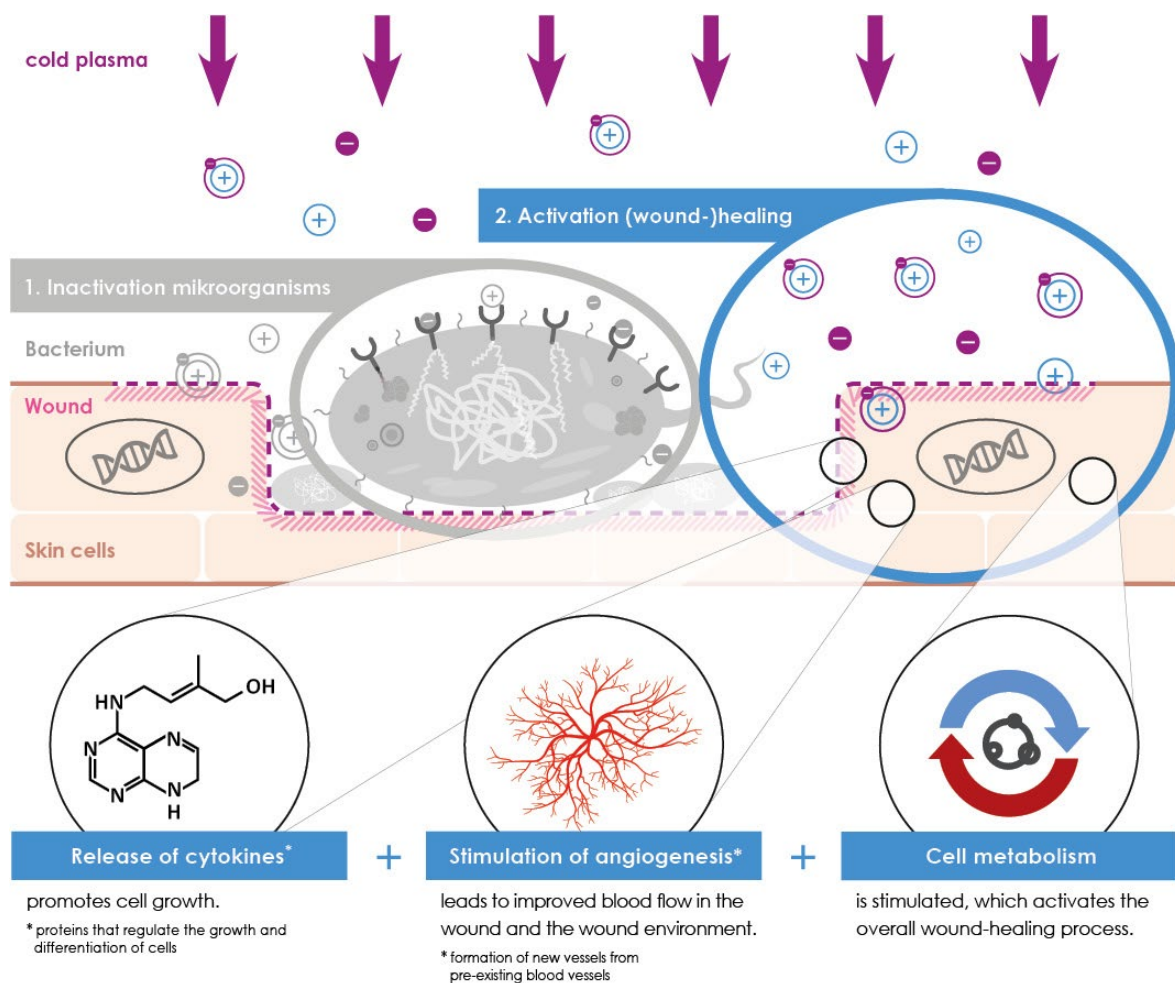 cold plasma
2. Activation (wound-)healing
1. Inactivation mikroorganisms
Bacterium
Wound
Skin cells
OH
HN
N
N
N
N
H
N
Release of cytokines*
+
Stimulation of angiogenesis*
+
Cell metabolism
promotes cell growth.
* proteins that regulate the growth and
differentiation of cells
leads to improved blood flow in the
wound and the wound environment.
* formation of new vessels from
pre-existing blood vessels
is stimulated, which activates the
overall wound-healing process.